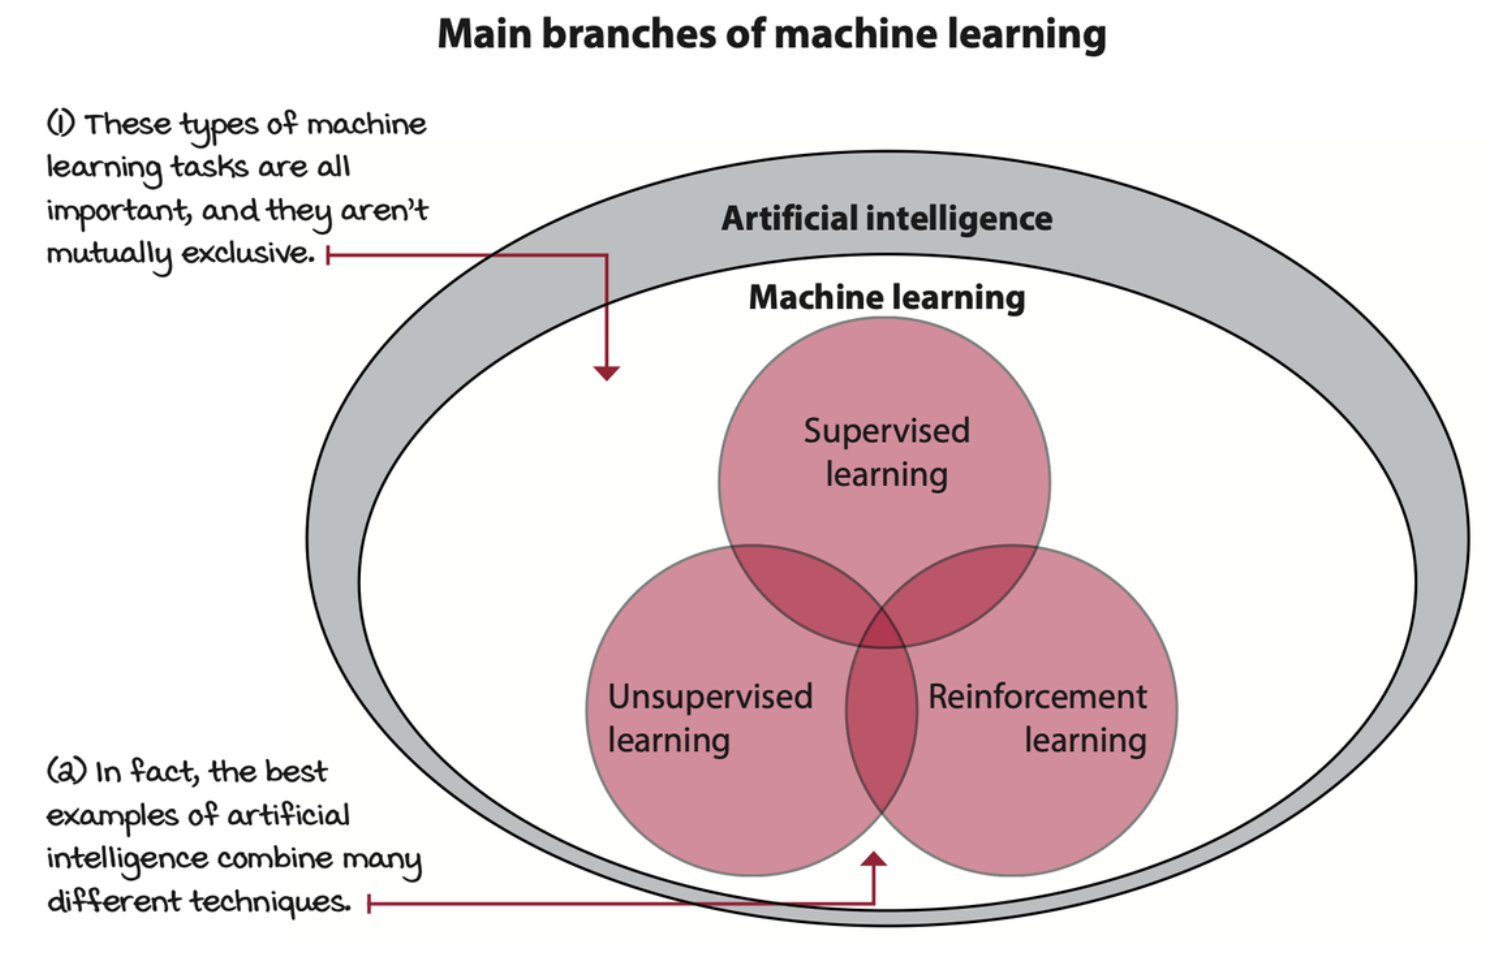 Main branches of machine learning
(1) These types of machine
learning tasks are all
important, and they aren't
mutually exclusive.
Artificial intelligence
Machine learning
Supervised
learning
Unsupervised
learning
Reinforcement
learning
(2) In fact, the best
examples of artificial
intelligence combine many
different techniques.